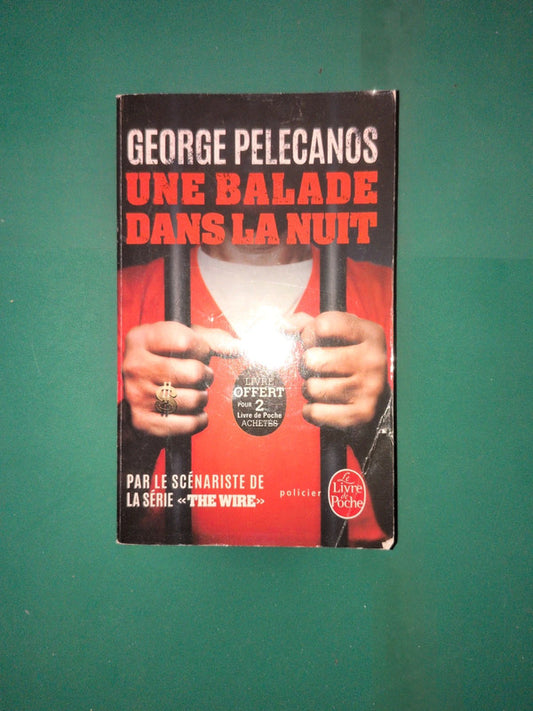 GEORGE PELECANOS
UNE BALADE
DANS LA NUIT
LIVRE
OFFERT
POUR 2
Livre de Poche
ACHETÉS
PAR LE SCÉNARISTE DE
LA SÉRIE «THE WIRE»
policier
Le
Livre
de
Poche